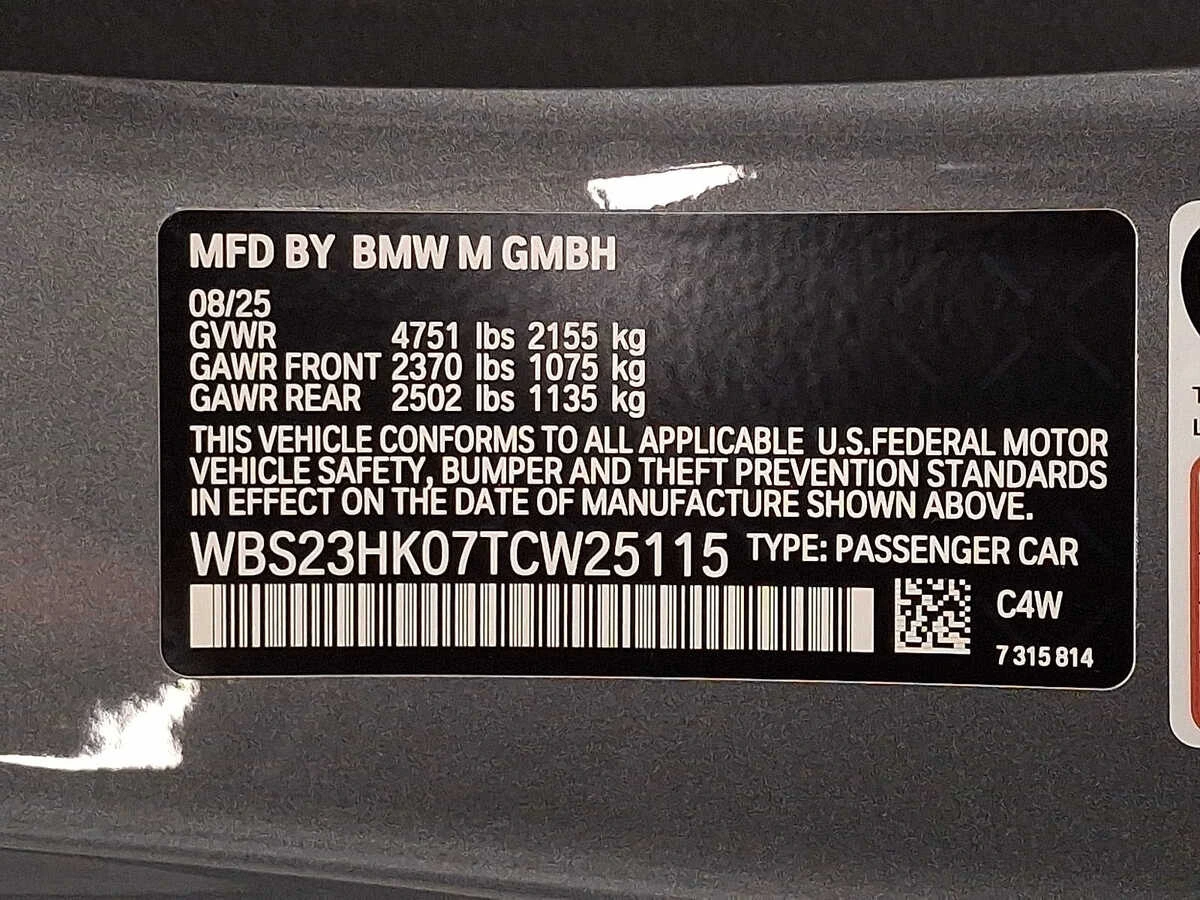 MFD BY BMW M GMBH
08/25
GVWR 4751 lbs 2155 kg
GAWR FRONT 2370 lbs 1075 kg
GAWR REAR 2502 lbs 1135 kg
THIS VEHICLE CONFORMS TO ALL APPLICABLE U.S.FEDERAL MOTOR
VEHICLE SAFETY, BUMPER AND THEFT PREVENTION STANDARDS
IN EFFECT ON THE DATE OF MANUFACTURE SHOWN ABOVE.
WBS23HK07TCW25115 TYPE: PASSENGER CAR
C4W
7 315 814